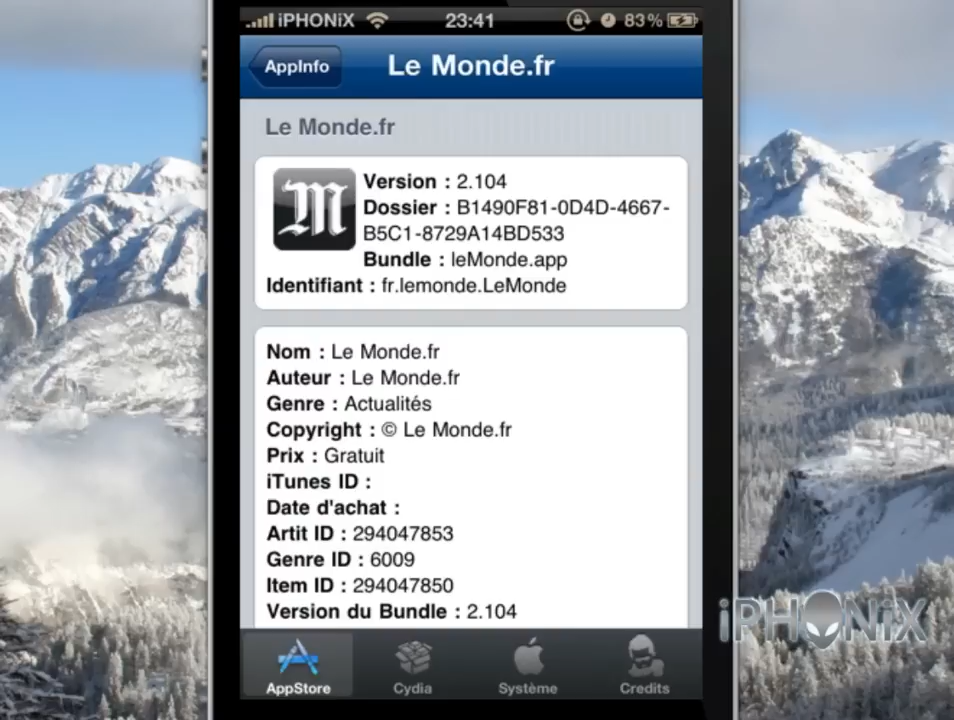 iPHONiX 23:41 83%
AppInfo Le Monde.fr
Le Monde.fr
M
Version : 2.104
Dossier : B1490F81-0D4D-4667-
B5C1-8729A14BD533
Bundle : leMonde.app
Identifiant : fr.lemonde.LeMonde
Nom : Le Monde.fr
Auteur : Le Monde.fr
Genre : Actualités
Copyright : © Le Monde.fr
Prix : Gratuit
iTunes ID :
Date d'achat :
Artit ID : 294047853
Genre ID : 6009
Item ID : 294047850
Version du Bundle : 2.104
iPHONiX
AppStore Cydia Système Credits